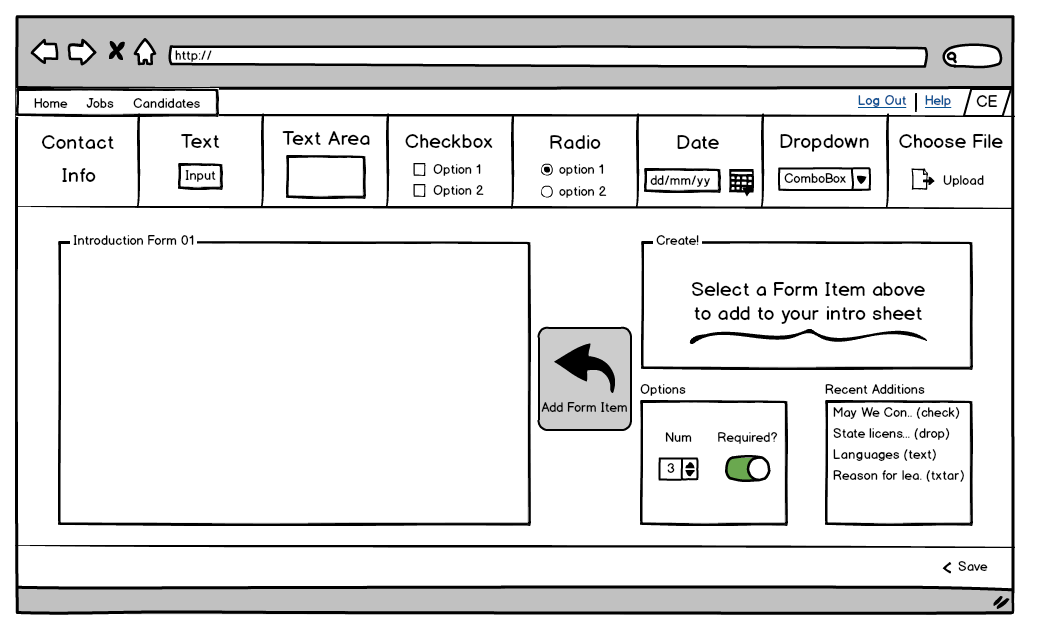 http://
Home Jobs Candidates
Log Out Help CE
Contact Info
Text
Input
Text Area
Checkbox
Option 1
Option 2
Radio
option 1
option 2
Date
dd/mm/yy
Dropdown
ComboBox
Choose File
Upload
Introduction Form 01
Add Form Item
Create!
Select a Form Item above
to add to your intro sheet
Options
Num Required?
3
Recent Additions
May We Con.. (check)
State licens... (drop)
Languages (text)
Reason for lea. (txtar)
Save